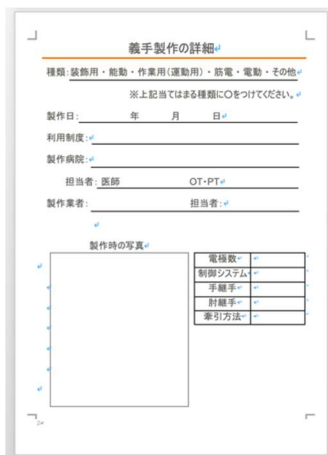 義手製作の詳細
種類:装飾用・能動・作業用(運動用)・筋電・電動・その他
※上記当てはまる種類に〇をつけてください。
製作日: 年 月 日
利用制度:
製作病院:
担当者: 医師 OT・PT
製作業者: 担当者:
製作時の写真
電極数
制御システム
手継手
肘継手
牽引方法
2